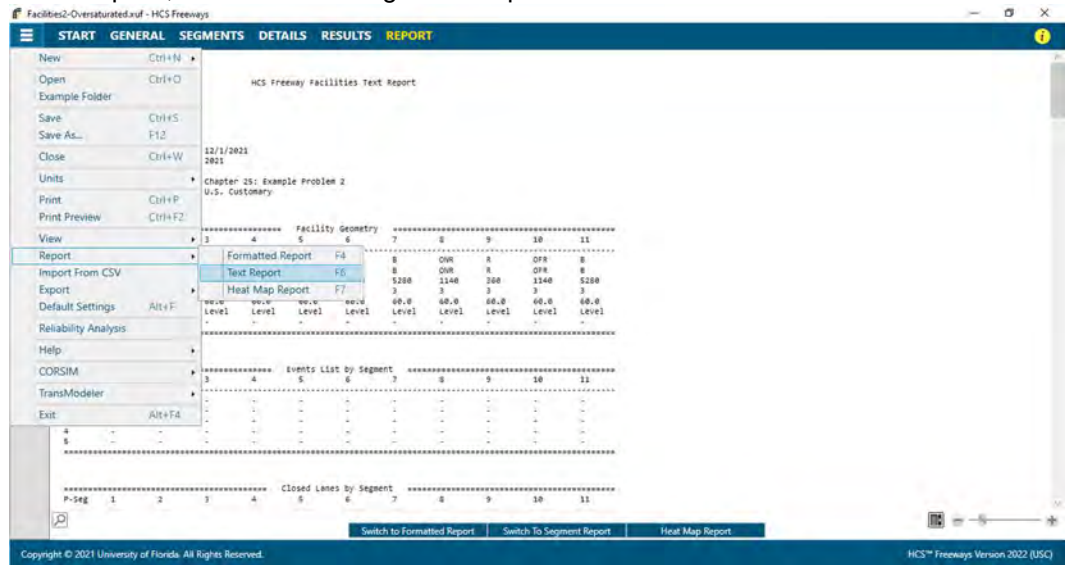 Facilities2-Oversaturated.xuf - HCS Freeways
START GENERAL SEGMENTS DETAILS RESULTS REPORT
New Ctrl+N
Open Ctrl+O
Example Folder
Save Ctrl+S
Save As... F12
Close Ctrl+W
Units
Print Ctrl+P
Print Preview Ctrl+F2
View
Report
Import From CSV
Export
Default Settings Alt+F
Reliability Analysis
Help
CORSIM
TransModeler
Exit Alt+F4
Formatted Report F4
Text Report F6
Heat Map Report F7
HCS Freeway Facilities Text Report
12/1/2021
2021
Chapter 25: Example Problem 2
U.S. Customary
Facility Geometry
3 4 5 6 7 8 9 10 11
B ONR R OFR B
B ONR R OFR B
5280 1140 360 1140 5280
3 3 3 3 3
60.0 60.0 60.0 60.0 60.0 60.0 60.0 60.0 60.0
Level Level Level Level Level Level Level Level Level
- - - - - - - - -
Events List by Segment
3 4 5 6 7 8 9 10 11
- - - - - - - - -
- - - - - - - - -
- - - - - - - - -
4 - - - - - - - - - - -
5 - - - - - - - - - - -
Closed Lanes by Segment
P-Seg 1 2 3 4 5 6 7 8 9 10 11
Switch to Formatted Report Switch To Segment Report Heat Map Report
Copyright © 2021 University of Florida. All Rights Reserved. HCS™ Freeways Version 2022 (USC)